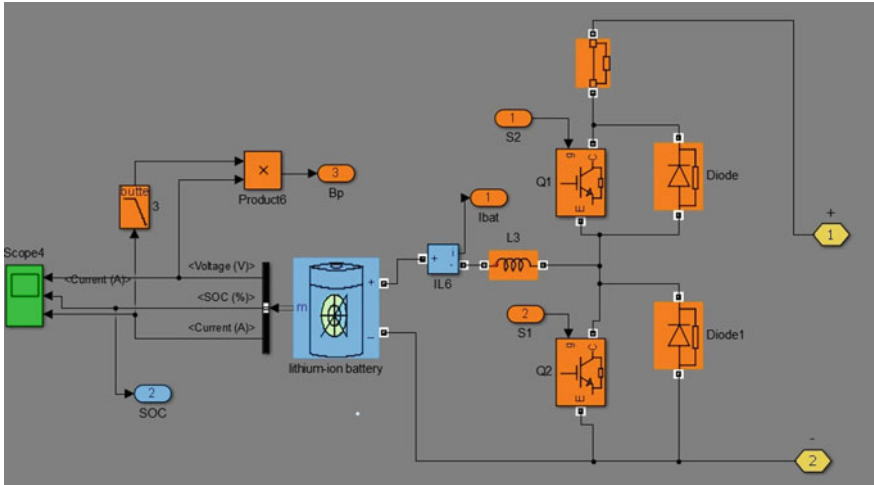 1
S2
g
C
Q1
E
Diode
butte
3
×
Product6
3
Bp
1
Ibat
+
1
Scope4
<Voltage (V)>
<Current (A)>
<SOC (%)>
<Current (A)>
m
+
_
lithium-ion battery
+
i
-
IL6
L3
2
S1
g
C
Q2
E
Diode1
2
SOC
-
2